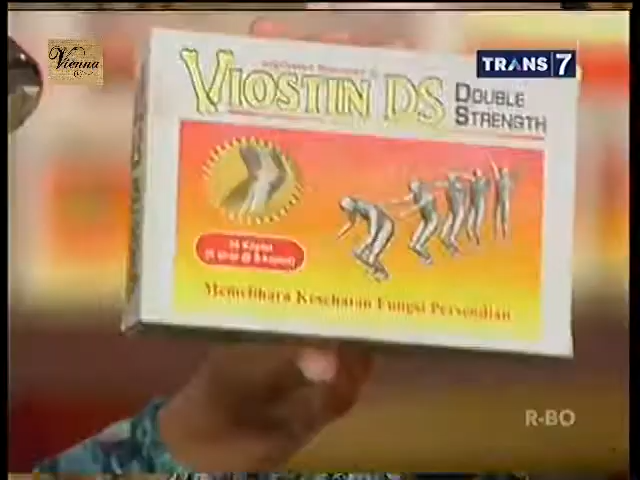 Vienna
TRANS 7
VIOSTIN DS
DOUBLE
STRENGTH
Memelihara Kesehatan Fungsi Persendian
R-BO